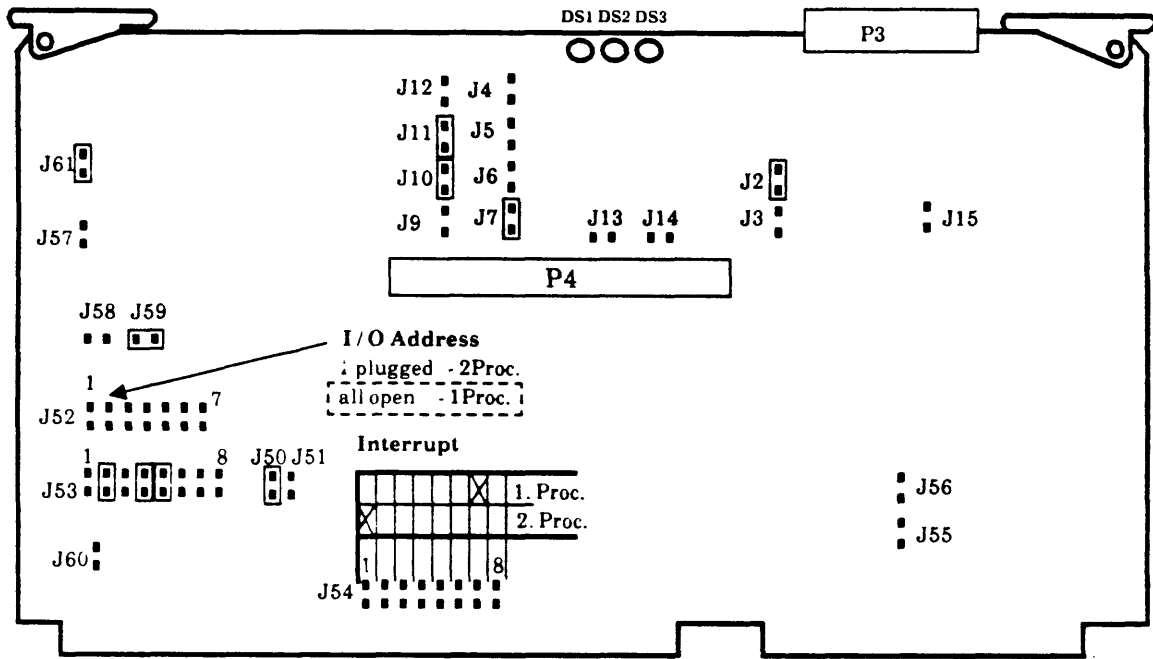 DS1 DS2 DS3
P3
J12
J4
J11
J5
J61
J10
J6
J2
J9
J7
J13
J14
J3
J15
J57
P4
J58
J59
I/O Address
plugged - 2Proc.
all open - 1Proc.
1
7
J52
Interrupt
1
8
J50
J51
J53
1. Proc.
2. Proc.
J56
J55
J60
1
8
J54